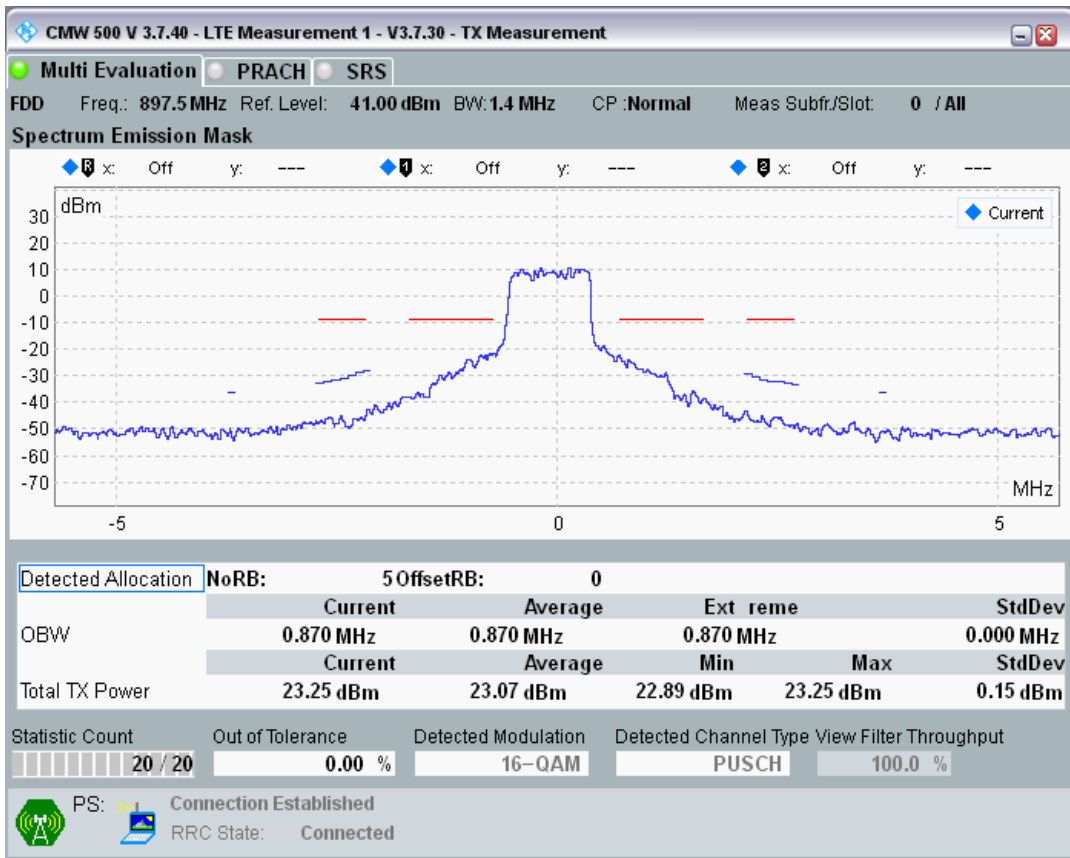 CMW 500 V 3.7.40 - LTE Measurement 1 - V3.7.30 - TX Measurement
Multi Evaluation PRACH SRS
FDD Freq.: 897.5 MHz Ref. Level: 41.00 dBm BW: 1.4 MHz CP :Normal Meas Subfr./Slot: 0 / All
Spectrum Emission Mask
R x: Off y: --- 1 x: Off y: --- 2 x: Off y: ---
dBm
Current
30
20
10
0
-10
-20
-30
-40
-50
-60
-70
MHz
-5 0 5
Detected Allocation NoRB: 5 OffsetRB: 0
Current Average Ext reme StdDev
OBW 0.870 MHz 0.870 MHz 0.870 MHz 0.000 MHz
Current Average Min Max StdDev
Total TX Power 23.25 dBm 23.07 dBm 22.89 dBm 23.25 dBm 0.15 dBm
Statistic Count Out of Tolerance Detected Modulation Detected Channel Type View Filter Throughput
20 / 20 0.00 % 16-QAM PUSCH 100.0 %
PS: Connection Established
RRC State: Connected